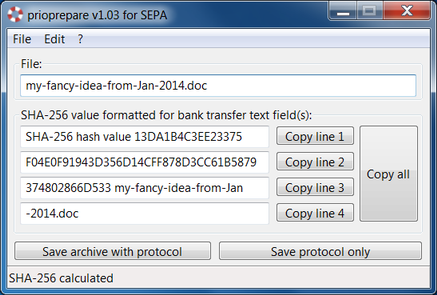 prioprepare v1.03 for SEPA
File Edit ?
File:
my-fancy-idea-from-Jan-2014.doc
SHA-256 value formatted for bank transfer text field(s):
SHA-256 hash value 13DA1B4C3EE23375
Copy line 1
F04E0F91943D356D14CFF878D3CC61B5879
Copy line 2
374802866D533 my-fancy-idea-from-Jan
Copy line 3
-2014.doc
Copy line 4
Copy all
Save archive with protocol
Save protocol only
SHA-256 calculated